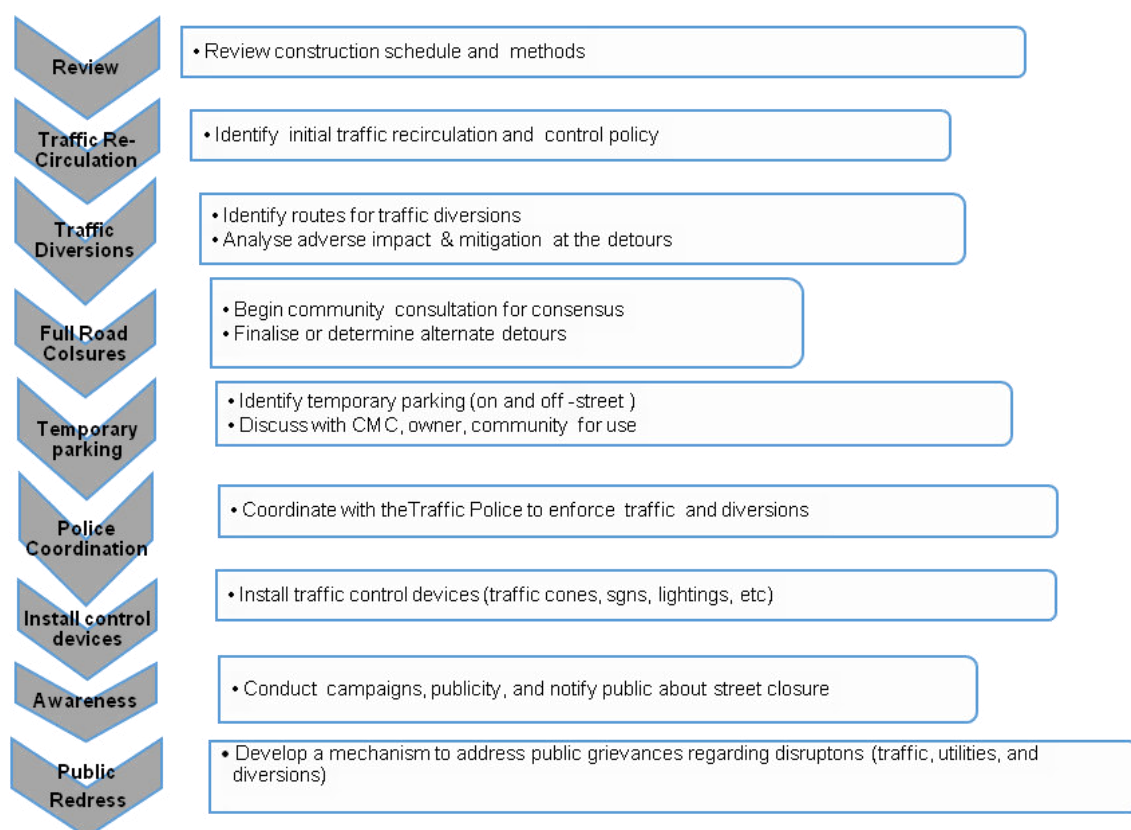 Review
• Review construction schedule and methods
Traffic Re-
Circulation
• Identify initial traffic recirculation and control policy
Traffic
Diversions
• Identify routes for traffic diversions
• Analyse adverse impact & mitigation at the detours
Full Road
Colsures
• Begin community consultation for consensus
• Finalise or determine alternate detours
Temporary
parking
• Identify temporary parking (on and off -street )
• Discuss with CMC, owner, community for use
Police
Coordination
• Coordinate with theTraffic Police to enforce traffic and diversions
Install control
devices
• Install traffic control devices (traffic cones, sgns, lightings, etc)
Awareness
• Conduct campaigns, publicity, and notify public about street closure
Public
Redress
• Develop a mechanism to address public grievances regarding disruptons (traffic, utilities, and
diversions)